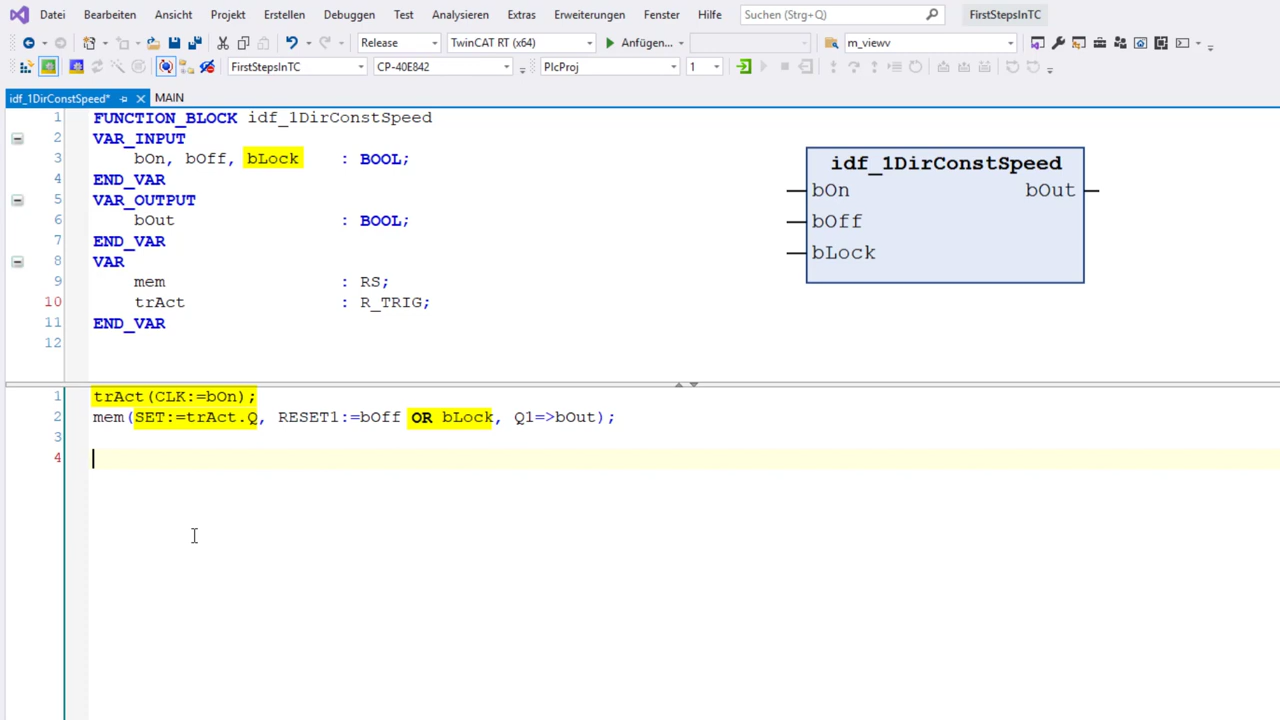 Datei Bearbeiten Ansicht Projekt Erstellen Debuggen Test Analysieren Extras Erweiterungen Fenster Hilfe Suchen (Strg+Q) FirstStepsInTC
Release TwinCAT RT (x64) Anfügen... m_viewv
FirstStepsInTC CP-40E842 PlcProj 1
idf_1DirConstSpeed* MAIN
1 FUNCTION_BLOCK idf_1DirConstSpeed
2 VAR_INPUT
3 bOn, bOff, bLock : BOOL;
4 END_VAR
5 VAR_OUTPUT
6 bOut : BOOL;
7 END_VAR
8 VAR
9 mem : RS;
10 trAct : R_TRIG;
11 END_VAR
12
idf_1DirConstSpeed
bOn bOut
bOff
bLock
1 trAct(CLK:=bOn);
2 mem(SET:=trAct.Q, RESET1:=bOff OR bLock, Q1=>bOut);
3
4